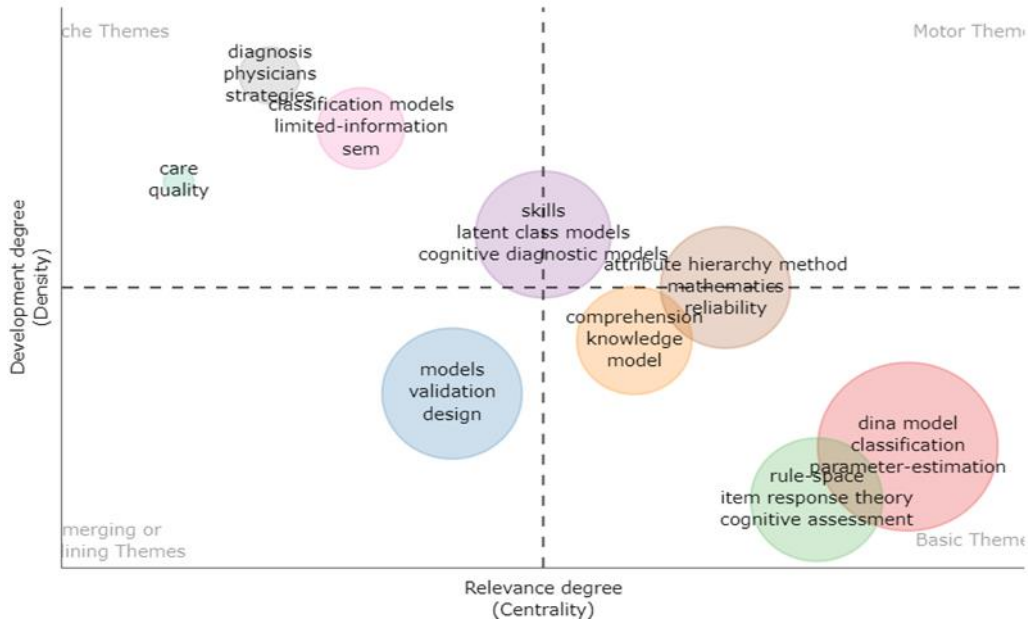 che Themes
Motor Theme
diagnosis
physicians
strategies
classification models
limited-information
sem
care
quality
skills
latent class models
cognitive diagnostic models
attribute hierarchy method
mathematics
reliability
comprehension
knowledge
model
models
validation
design
dina model
classification
parameter-estimation
rule-space
item response theory
cognitive assessment
merging or
lining Themes
Basic Theme
Development degree
(Density)
Relevance degree
(Centrality)